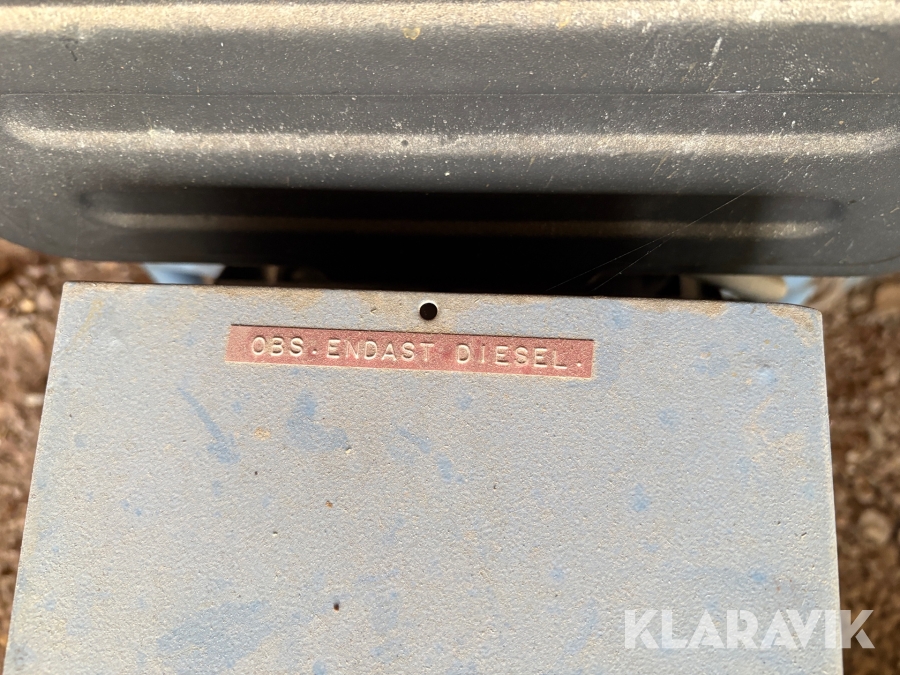 OBS.ENDAST DIESEL.
KLARAVIK